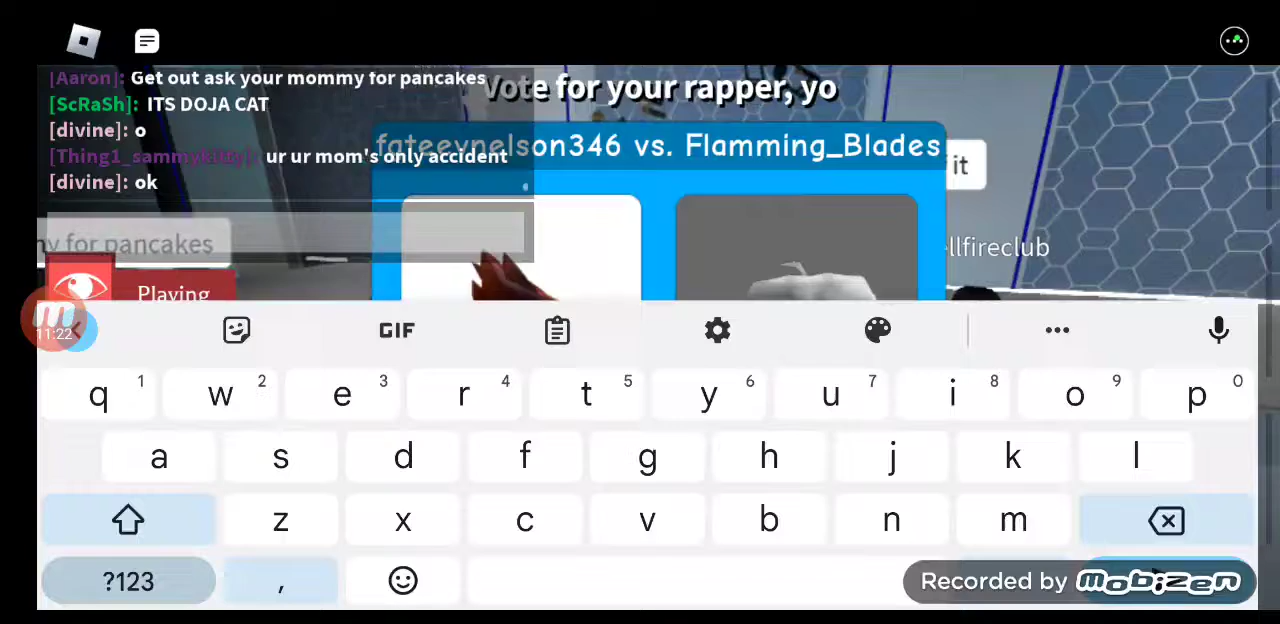 [Aaron]: Get out ask your mommy for pancakes
[ScRaSh]: ITS DOJA CAT
[divine]: o
[Thing1_sammykitty]: ur ur mom's only accident
[divine]: ok
Vote for your rapper, yo
fateeynelson346 vs. Flamming_Blades
it
y for pancakes
llfireclub
Playing
11:22
GIF
q 1 w 2 e 3 r 4 t 5 y 6 u 7 i 8 o 9 p 0
a s d f g h j k l
z x c v b n m
?123 ,
Recorded by mobizen